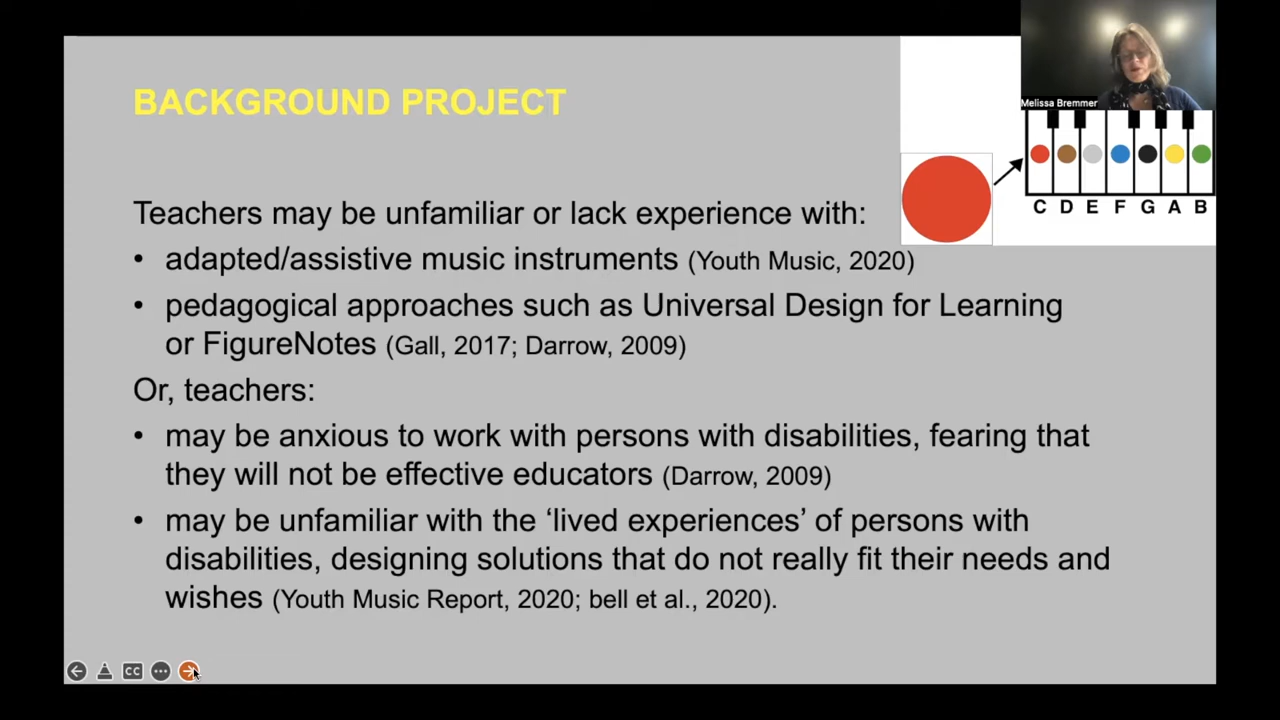 BACKGROUND PROJECT
Melissa Bremmer
C D E F G A B
Teachers may be unfamiliar or lack experience with:
• adapted/assistive music instruments (Youth Music, 2020)
• pedagogical approaches such as Universal Design for Learning
or FigureNotes (Gall, 2017; Darrow, 2009)
Or, teachers:
• may be anxious to work with persons with disabilities, fearing that
they will not be effective educators (Darrow, 2009)
• may be unfamiliar with the ‘lived experiences’ of persons with
disabilities, designing solutions that do not really fit their needs and
wishes (Youth Music Report, 2020; bell et al., 2020).
CC